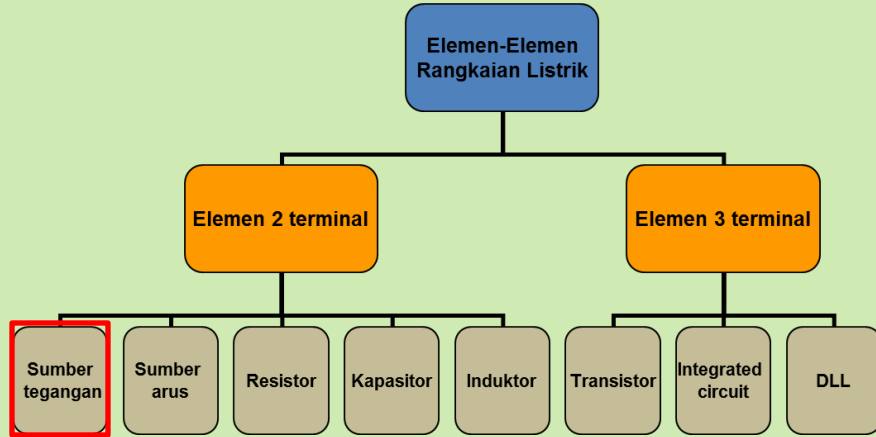 Elemen-Elemen
Rangkaian Listrik
Elemen 2 terminal
Elemen 3 terminal
Sumber
tegangan
Sumber
arus
Resistor
Kapasitor
Induktor
Transistor
Integrated
circuit
DLL